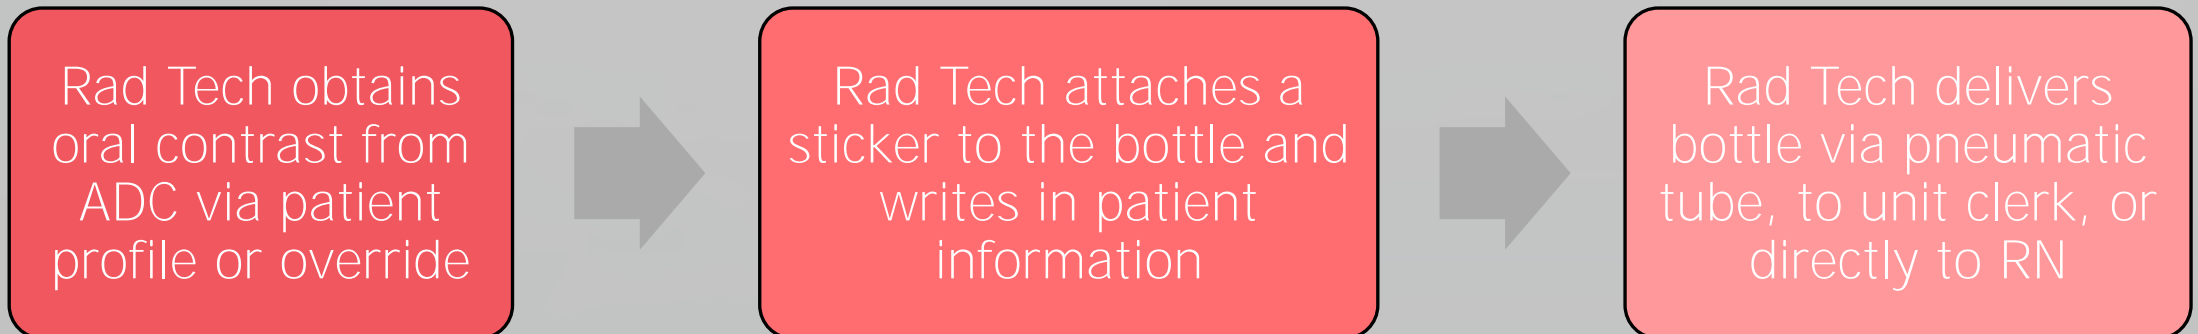 Rad Tech obtains
oral contrast from
ADC via patient
profile or override
Rad Tech attaches a
sticker to the bottle and
writes in patient
information
Rad Tech delivers
bottle via pneumatic
tube, to unit clerk, or
directly to RN